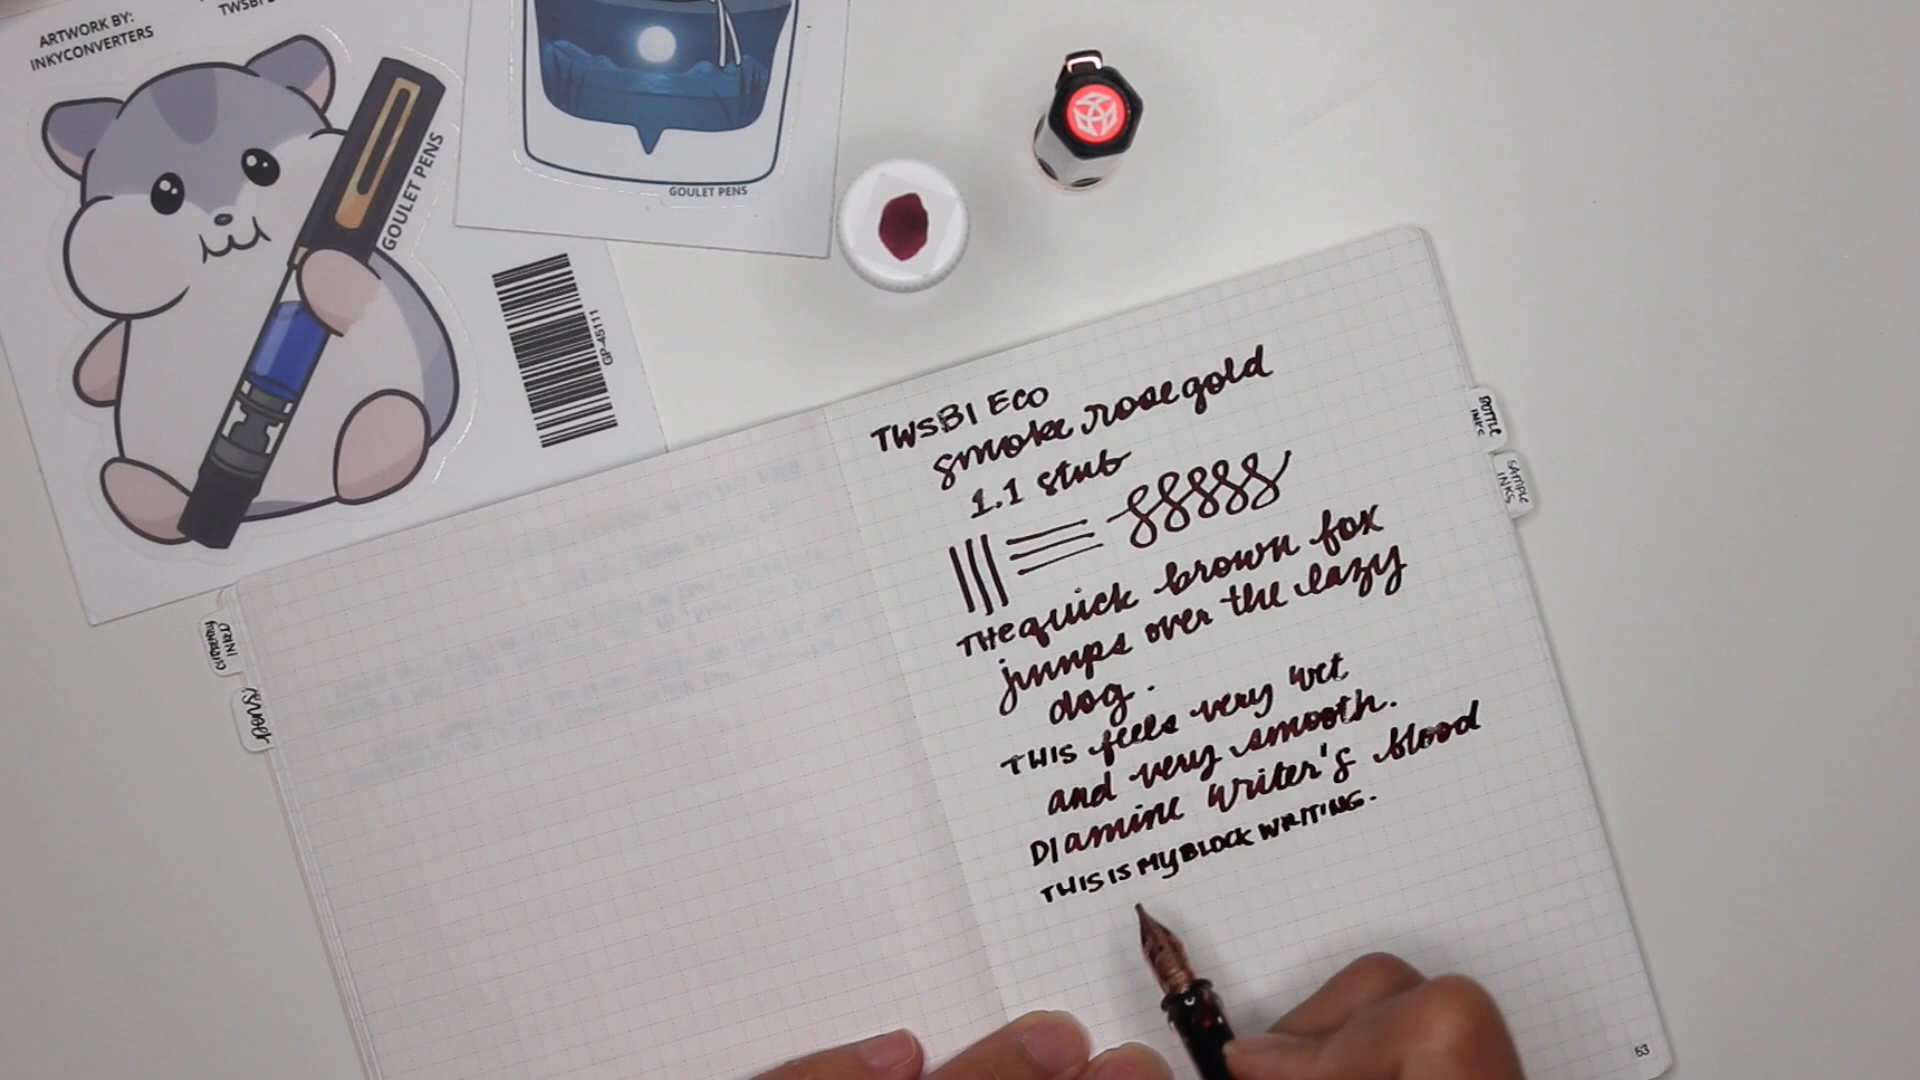 ARTWORK BY:
INKYCONVERTERS
TWSBI
GOULET PENS
GP-45111
GOULET PENS
TWSBI ECO
smoke rose gold
1.1 stub
THE quick brown fox
jumps over the lazy
dog.
THIS feels very wet
and very smooth.
DIamine Writer's blood
THIS IS MY BLOCK WRITING.
BOTTLE
INKS
SAMPLE
INKS
CURRENTLY
INKED
53